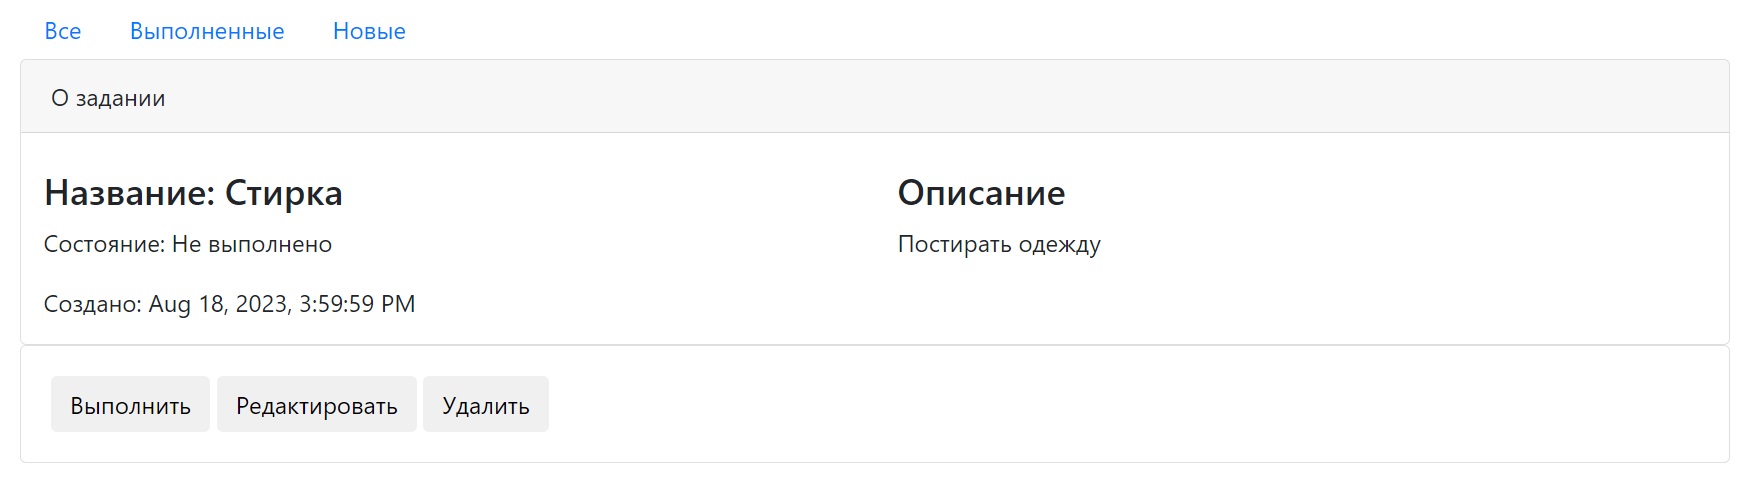 Все Выполненные Новые
О задании
Название: Стирка
Состояние: Не выполнено
Создано: Aug 18, 2023, 3:59:59 PM
Описание
Постирать одежду
Выполнить Редактировать Удалить